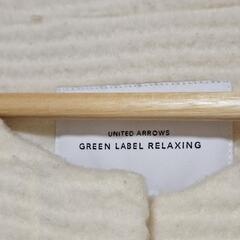 UNITED ARROWS
GREEN LABEL RELAXING